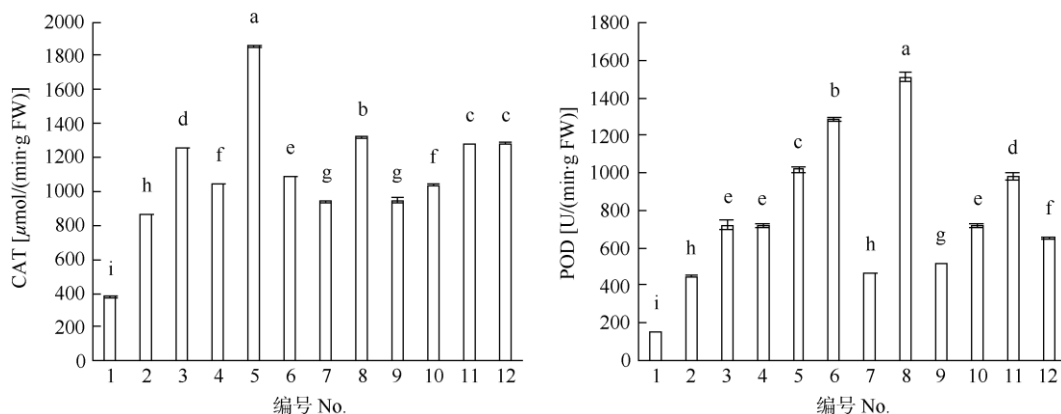 CAT [μmol/(min·g FW)]
2000
1800
1600
1400
1200
1000
800
600
400
200
0
i
h
d
f
a
e
g
b
g
f
c
c
1 2 3 4 5 6 7 8 9 10 11 12
编号 No.
POD [U/(min·g FW)]
1800
1600
1400
1200
1000
800
600
400
200
0
i
h
e
e
c
b
h
a
g
e
d
f
1 2 3 4 5 6 7 8 9 10 11 12
编号 No.